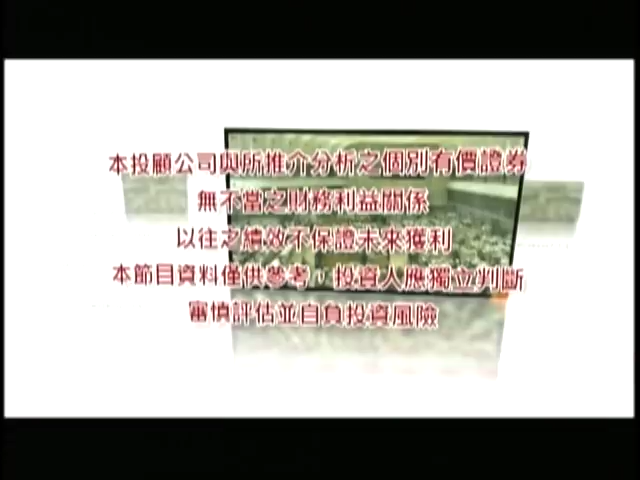 本投顧公司與所推介分析之個別有價證券
無不當之財務利益關係
以往之績效不保證未來獲利
本節目資料僅供參考，投資人應獨立判斷
審慎評估並自負投資風險